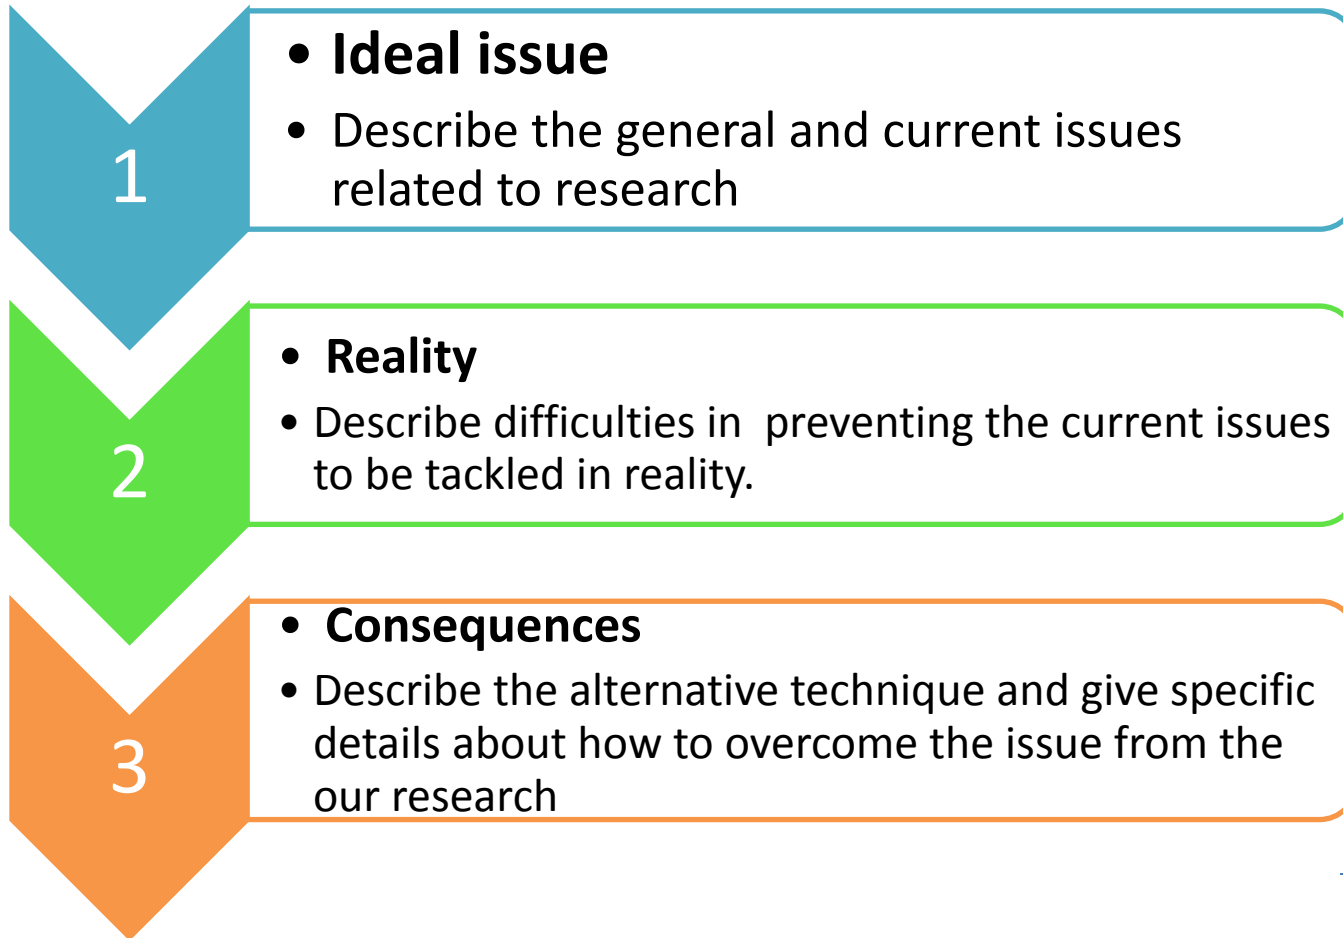 1
• Ideal issue
• Describe the general and current issues
related to research
2
• Reality
• Describe difficulties in  preventing the current issues
to be tackled in reality.
3
• Consequences
• Describe the alternative technique and give specific
details about how to overcome the issue from the
our research